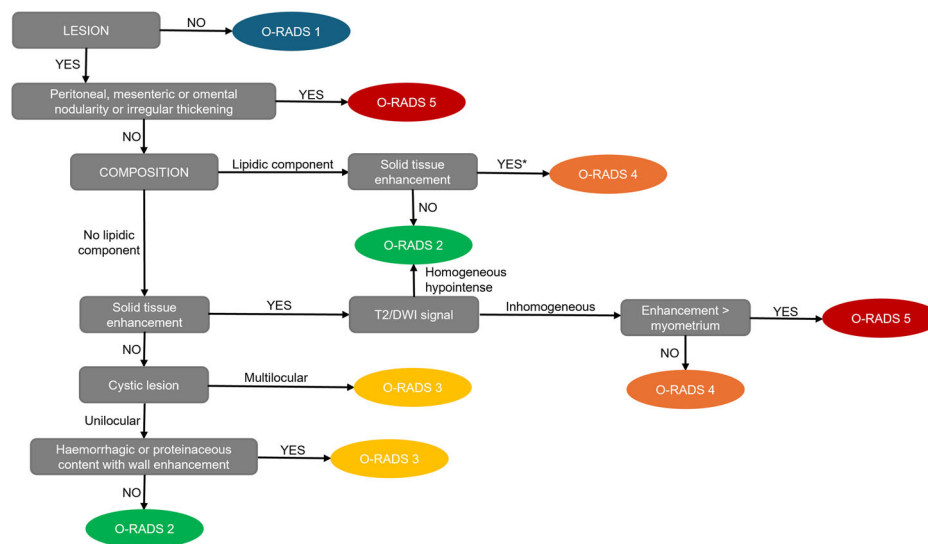 LESION
NO
O-RADS 1
YES
Peritoneal, mesenteric or omental
nodularity or irregular thickening
YES
O-RADS 5
NO
COMPOSITION
Lipidic component
Solid tissue
enhancement
YES*
O-RADS 4
NO
No lipidic
component
O-RADS 2
Homogeneous
hypointense
Solid tissue
enhancement
YES
T2/DWI signal
Inhomogeneous
Enhancement >
myometrium
YES
O-RADS 5
NO
NO
O-RADS 4
Cystic lesion
Multilocular
O-RADS 3
Unilocular
Haemorrhagic or proteinaceous
content with wall enhancement
YES
O-RADS 3
NO
O-RADS 2